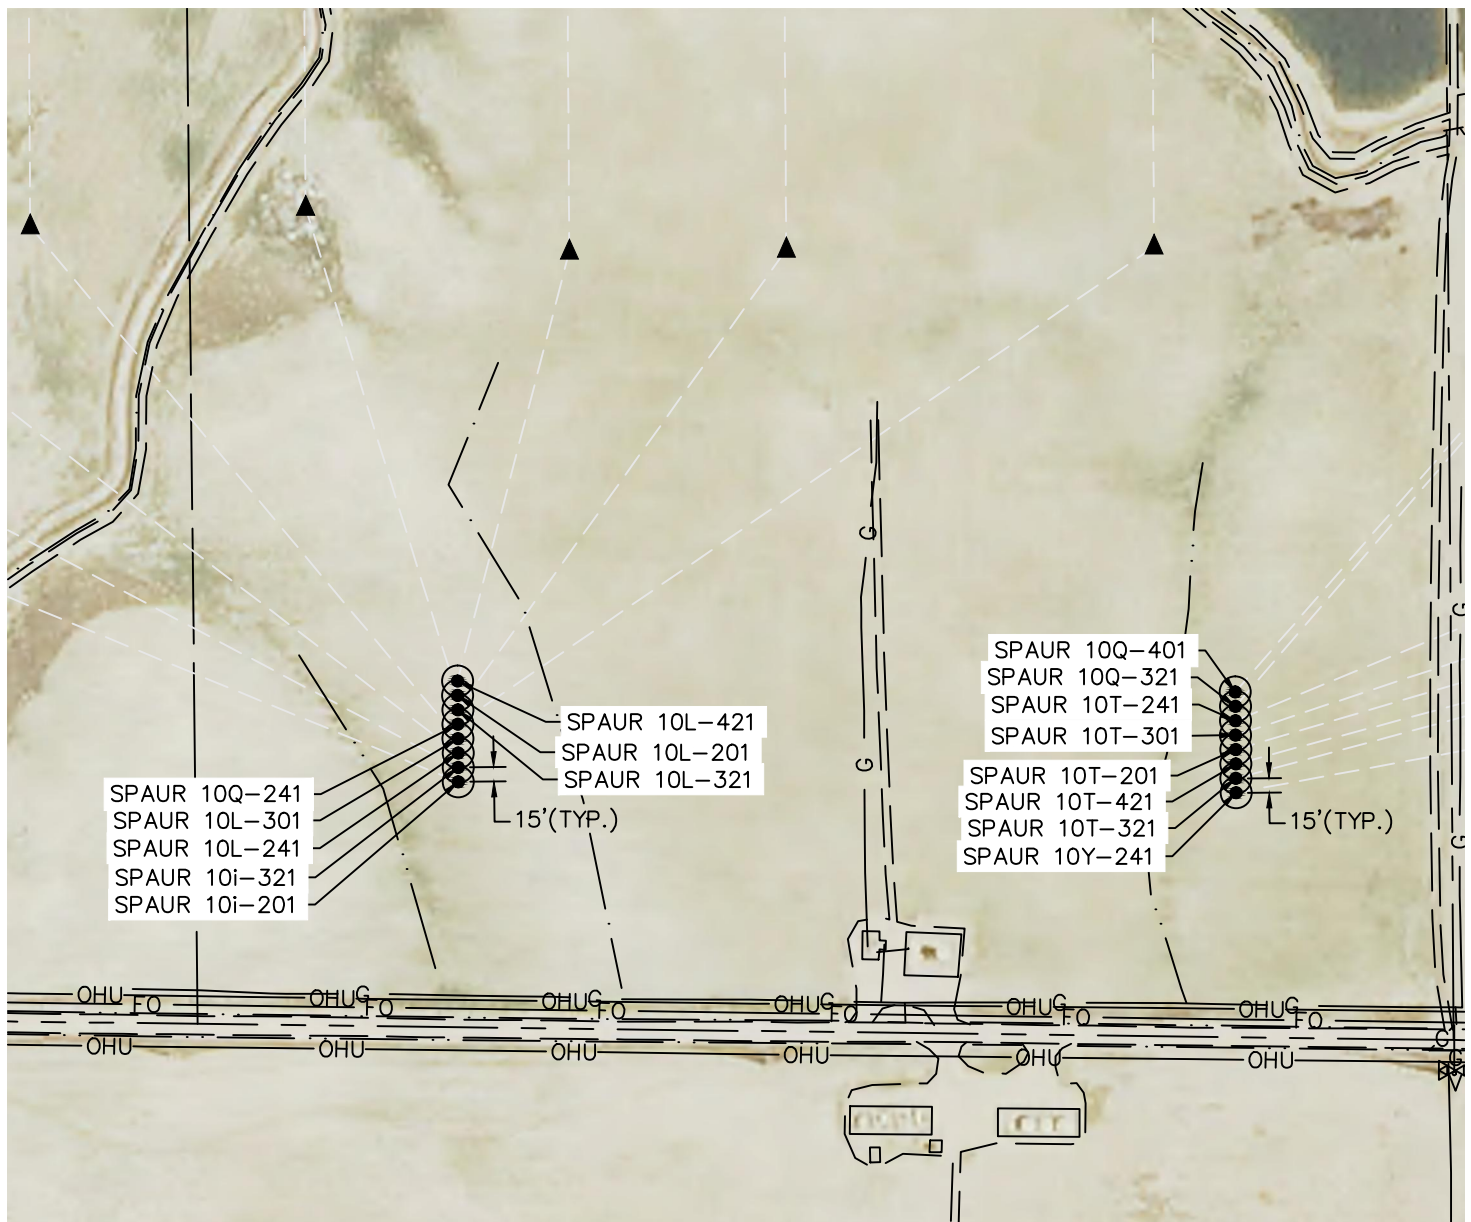 SPAUR 10Q-401
SPAUR 10Q-321
SPAUR 10T-241
SPAUR 10T-301
SPAUR 10T-201
SPAUR 10T-421
SPAUR 10T-321
SPAUR 10Y-241
15'(TYP.)
SPAUR 10L-421
SPAUR 10L-201
SPAUR 10L-321
SPAUR 10Q-241
SPAUR 10L-301
SPAUR 10L-241
SPAUR 10i-321
SPAUR 10i-201
15'(TYP.)
G
G
G
G
OHU
FO
OHU
G
FO
OHU
G
FO
OHU
G
FO
OHU
G
FO
OHU
G
FO
OHU
OHU
OHU
OHU
OHU
OHU
G